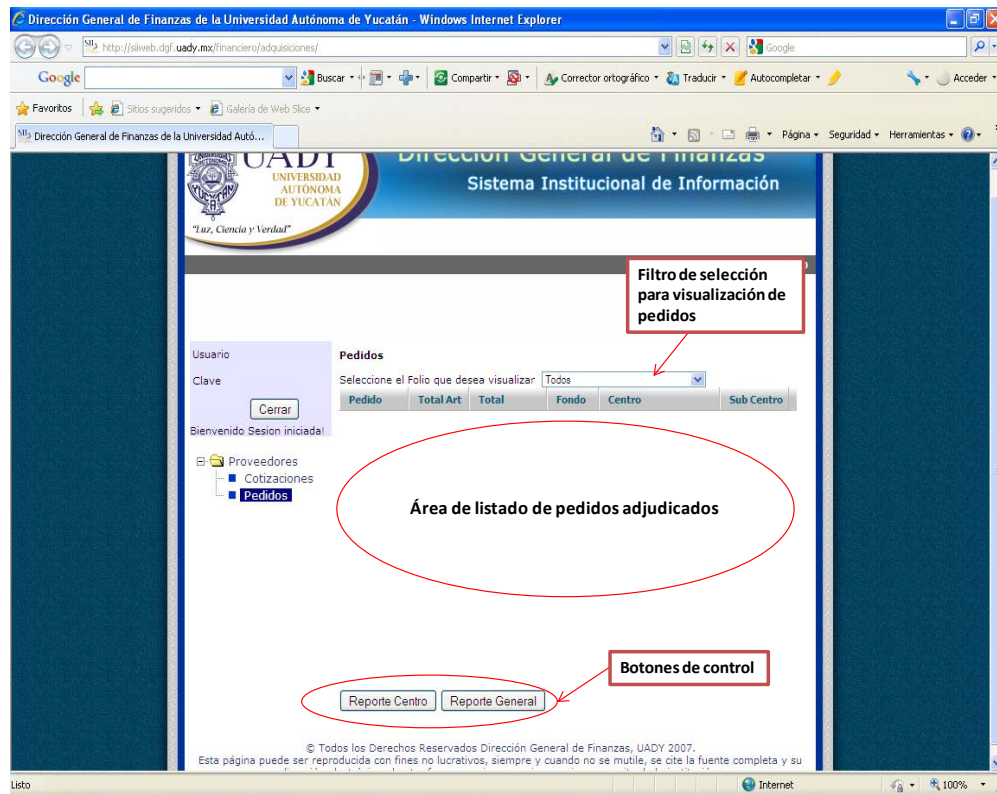 Dirección General de Finanzas de la Universidad Autónoma de Yucatán - Windows Internet Explorer
http://siiweb.dgf.uady.mx/financiero/adquisiciones/
Google
Google
Buscar
Compartir
Corrector ortográfico
Traducir
Autocompletar
Acceder
Favoritos
Sitios sugeridos
Galería de Web Slice
Dirección General de Finanzas de la Universidad Autó...
Página
Seguridad
Herramientas
UADY
UNIVERSIDAD
AUTÓNOMA
DE YUCATÁN
"Luz, Ciencia y Verdad"
Dirección General de Finanzas
Sistema Institucional de Información
Filtro de selección
para visualización de
pedidos
Usuario
Clave
Cerrar
Bienvenido Sesion iniciada!
Proveedores
Cotizaciones
Pedidos
Pedidos
Seleccione el Folio que desea visualizar Todos
Pedido Total Art Total Fondo Centro Sub Centro
Área de listado de pedidos adjudicados
Botones de control
Reporte Centro Reporte General
© Todos los Derechos Reservados Dirección General de Finanzas, UADY 2007.
Esta página puede ser reproducida con fines no lucrativos, siempre y cuando no se mutile, se cite la fuente completa y su
Listo
Internet
100%